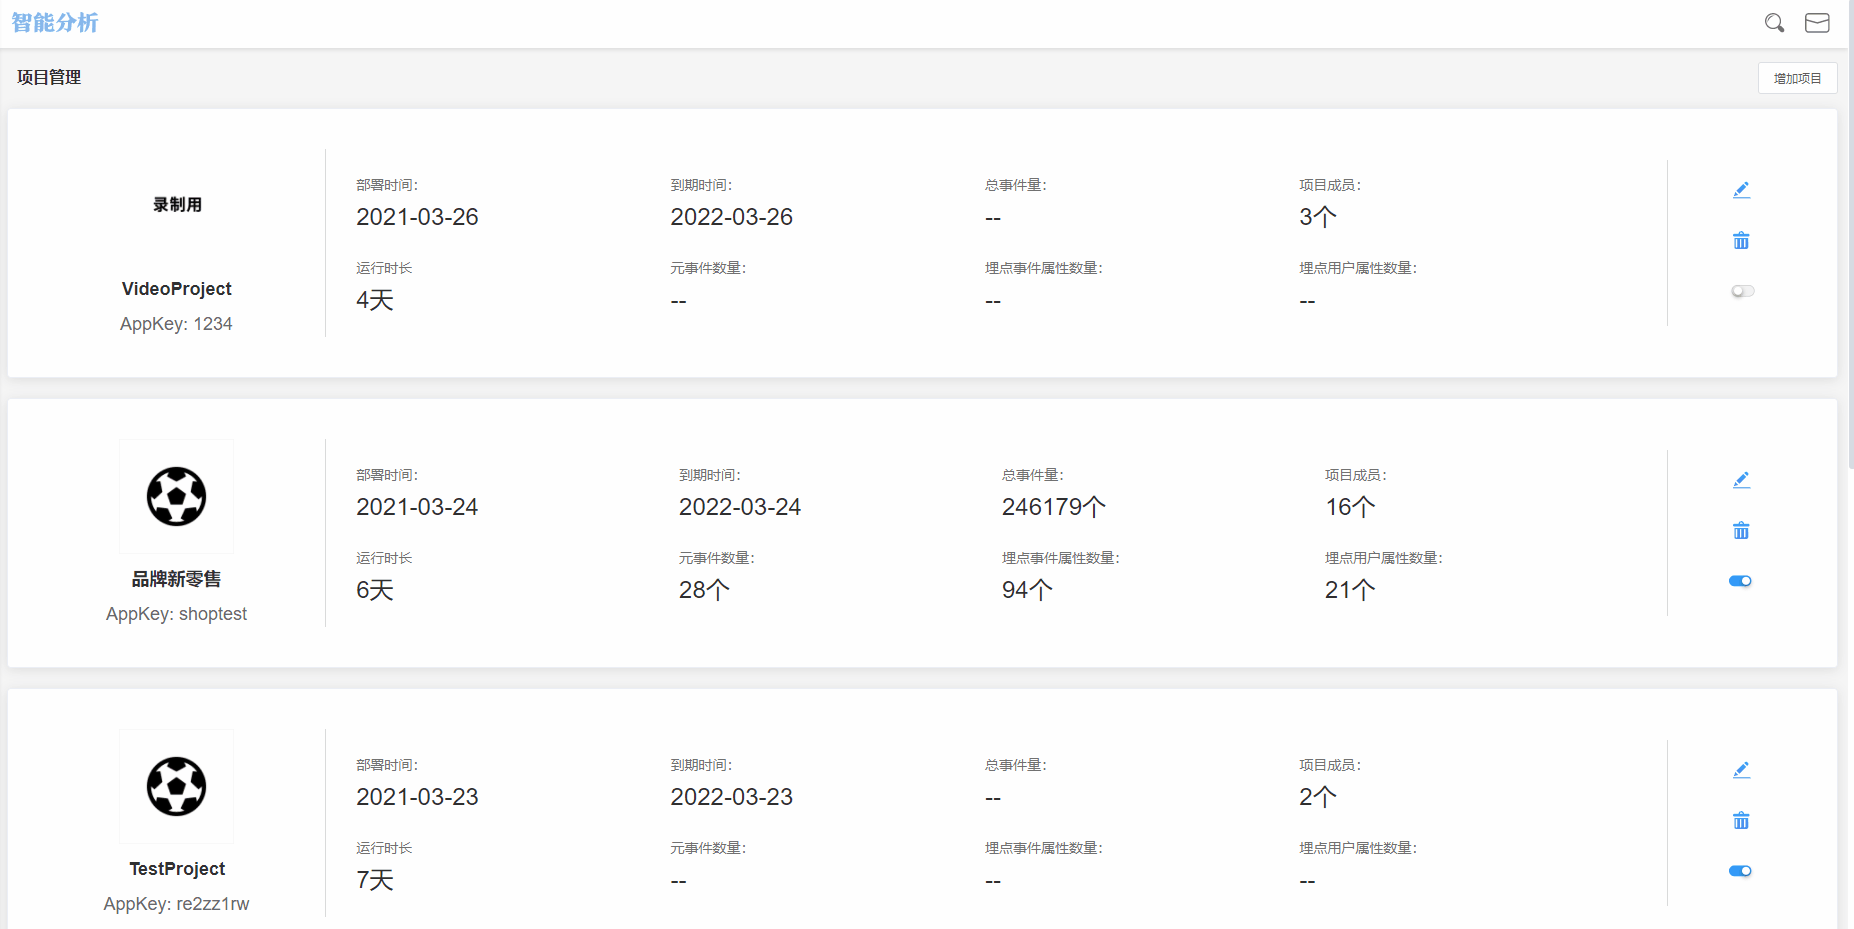 智能分析
项目管理
增加项目
录制用
VideoProject
AppKey: 1234
部署时间：
2021-03-26
到期时间：
2022-03-26
总事件量：
--
项目成员：
3个
运行时长
4天
元事件数量：
--
埋点事件属性数量：
--
埋点用户属性数量：
--
品牌新零售
AppKey: shoptest
部署时间：
2021-03-24
到期时间：
2022-03-24
总事件量：
246179个
项目成员：
16个
运行时长
6天
元事件数量：
28个
埋点事件属性数量：
94个
埋点用户属性数量：
21个
TestProject
AppKey: re2zz1rw
部署时间：
2021-03-23
到期时间：
2022-03-23
总事件量：
--
项目成员：
2个
运行时长
7天
元事件数量：
--
埋点事件属性数量：
--
埋点用户属性数量：
--